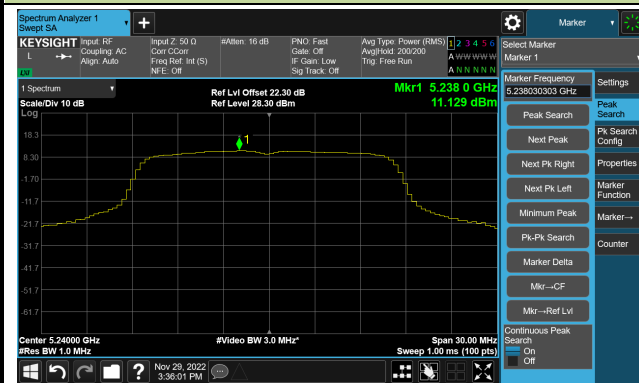 Spectrum Analyzer 1
Swept SA
Marker
KEYSIGHT
L
LM
Input: RF
Coupling: AC
Align: Auto
Input Z: 50 Ω
Corr CCorr
Freq Ref: Int (S)
NFE: Off
#Atten: 16 dB
PNO: Fast
Gate: Off
IF Gain: Low
Sig Track: Off
Avg Type: Power (RMS)
Avg|Hold: 200/200
Trig: Free Run
1 2 3 4 5 6
A W W W W W
A N N N N N
Select Marker
Marker 1
1 Spectrum
Scale/Div 10 dB
Log
Ref Lvl Offset 22.30 dB
Ref Level 28.30 dBm
Mkr1 5.238 0 GHz
11.129 dBm
18.3
8.30
-1.70
-11.7
-21.7
-31.7
-41.7
-51.7
-61.7
1
Center 5.24000 GHz
#Res BW 1.0 MHz
#Video BW 3.0 MHz*
Span 30.00 MHz
Sweep 1.00 ms (100 pts)
Marker Frequency
5.238030303 GHz
Peak Search
Next Peak
Next Pk Right
Next Pk Left
Minimum Peak
Pk-Pk Search
Marker Delta
Mkr→CF
Mkr→Ref Lvl
Continuous Peak
Search
On
Off
Settings
Peak
Search
Pk Search
Config
Properties
Marker
Function
Marker→
Counter
Nov 29, 2022
3:36:01 PM